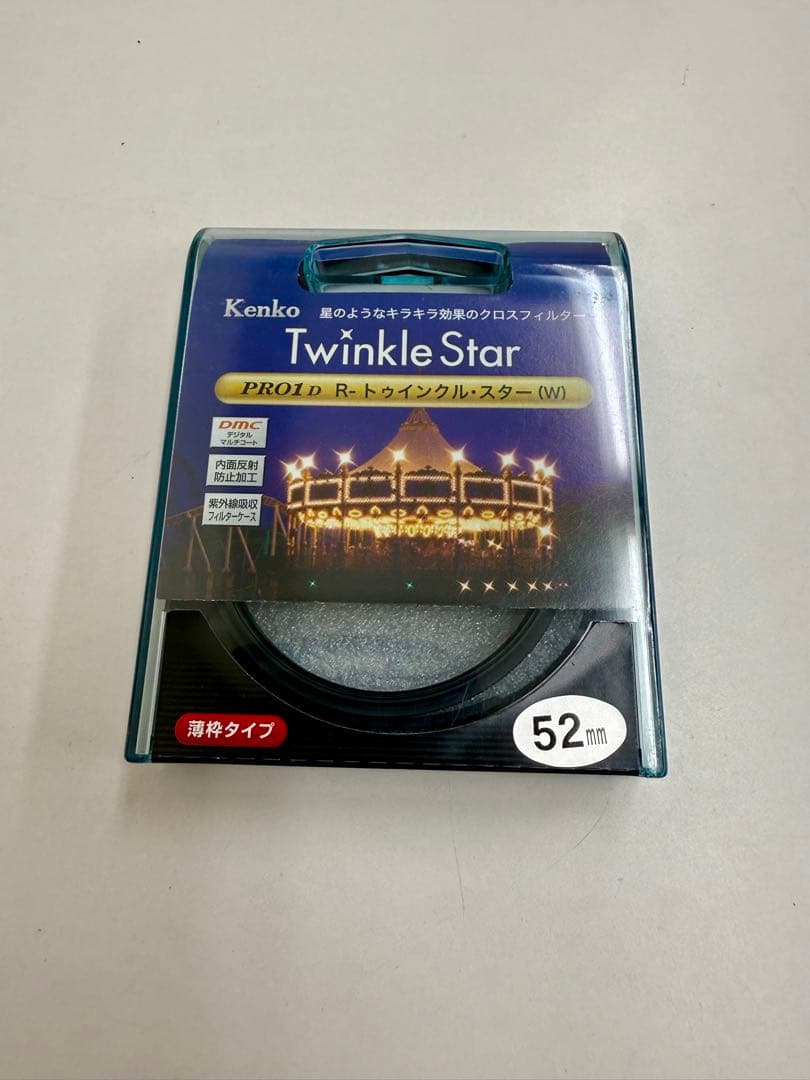 Kenko 星のようなキラキラ効果のクロスフィルター
Twinkle Star
PRO1D R-トゥインクル・スター(W)
DMC
デジタル
マルチコート
内面反射
防止加工
紫外線吸収
フィルターケース
薄枠タイプ
52mm